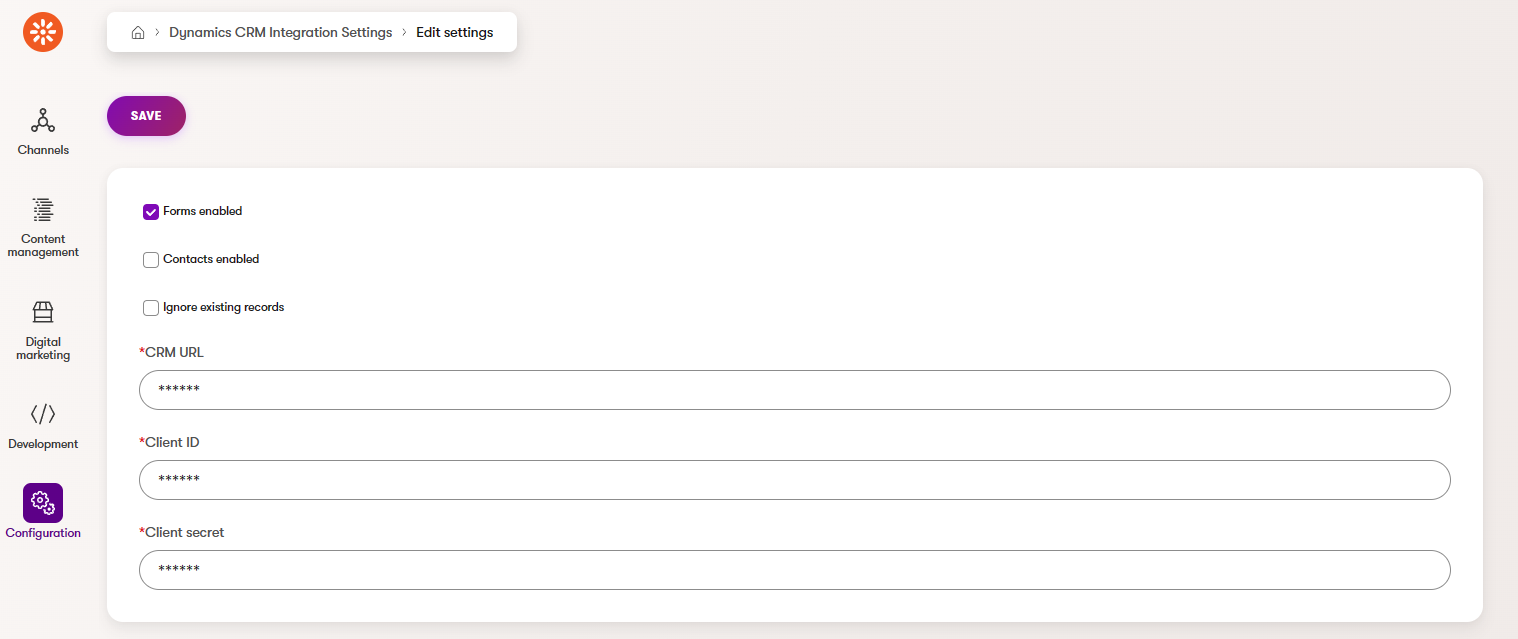 Dynamics CRM Integration Settings > Edit settings
SAVE
Channels
Content
management
Digital
marketing
Development
Configuration
Forms enabled
Contacts enabled
Ignore existing records
*CRM URL
******
*Client ID
******
*Client secret
******